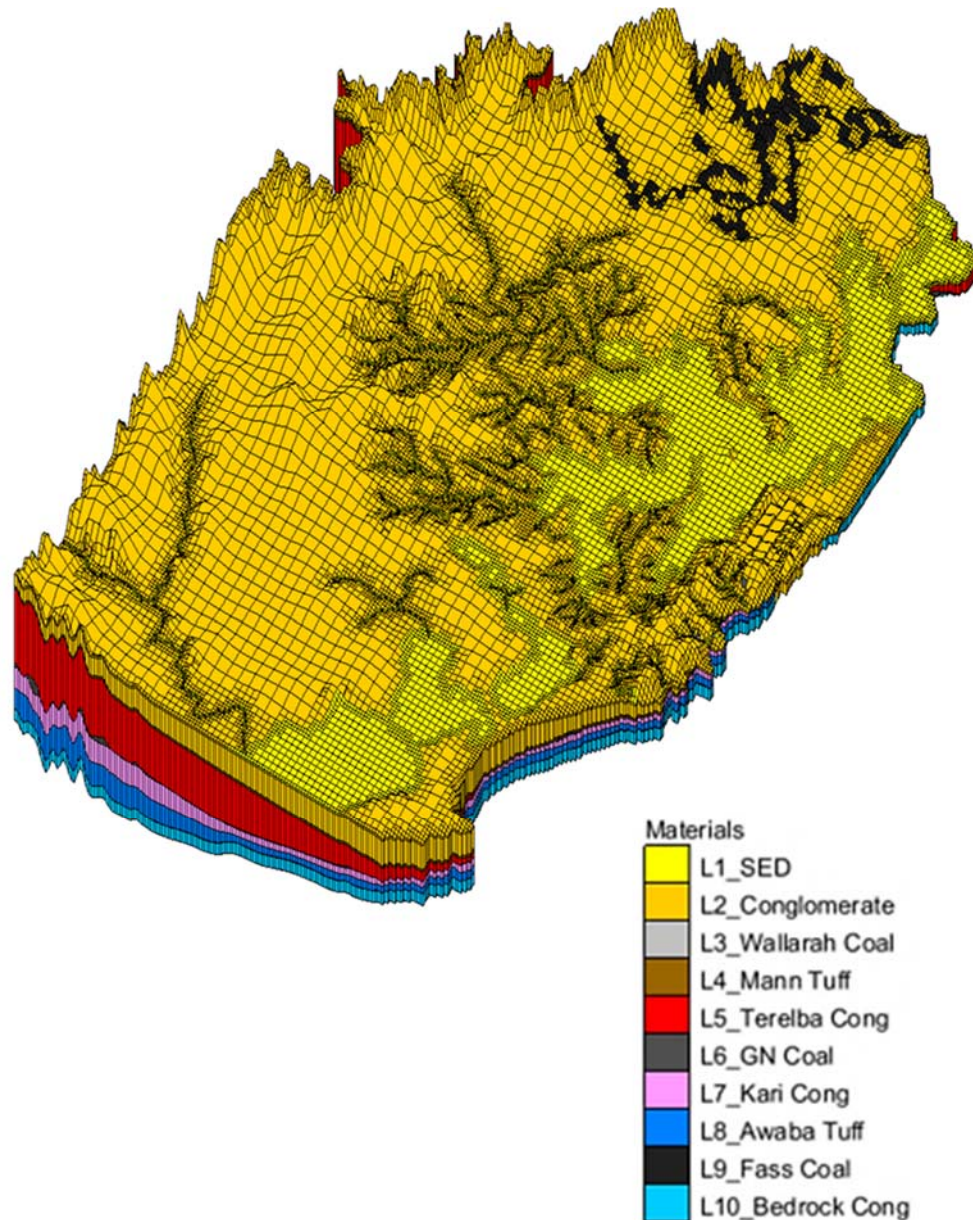 Materials
L1_SED
L2_Conglomerate
L3_Wallarah Coal
L4_Mann Tuff
L5_Terelba Cong
L6_GN Coal
L7_Kari Cong
L8_Awaba Tuff
L9_Fass Coal
L10_Bedrock Cong